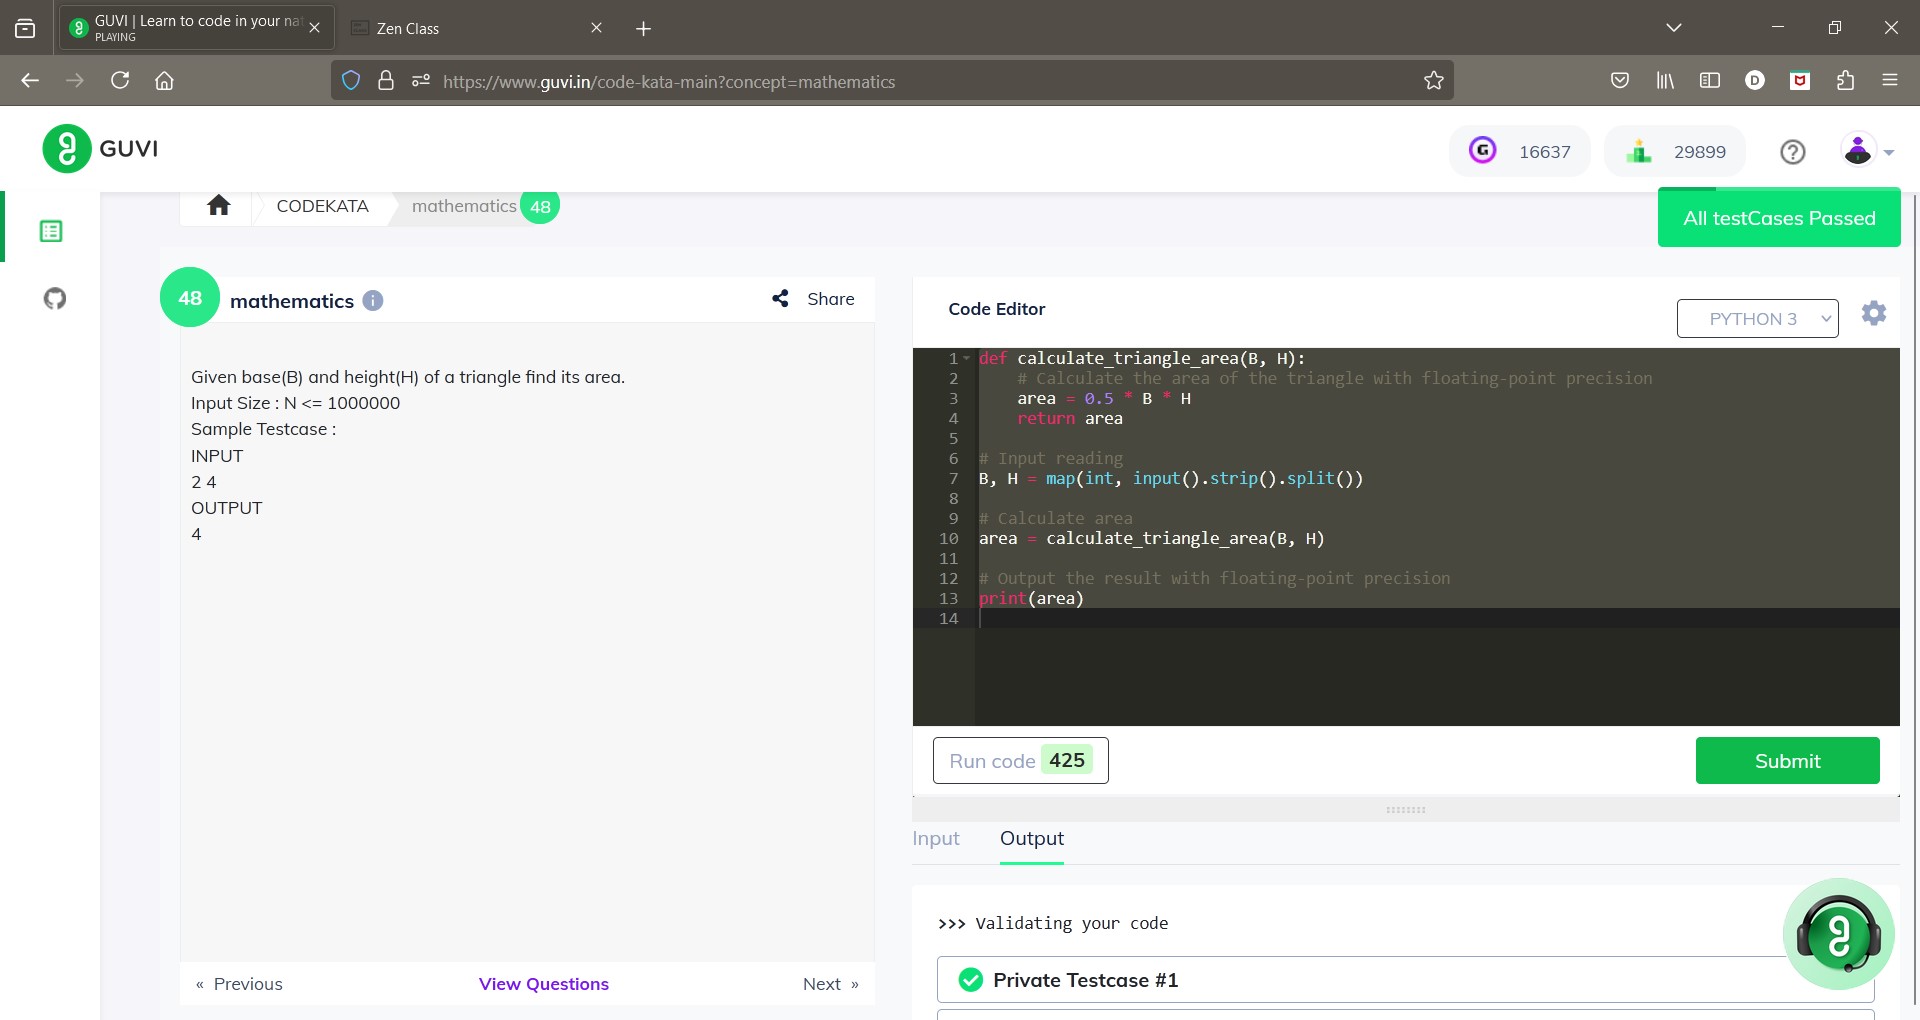 GUVI | Learn to code in your nat
PLAYING
Zen Class
https://www.guvi.in/code-kata-main?concept=mathematics
D
GUVI
G
16637
29899
CODEKATA
mathematics
48
All testCases Passed
48
mathematics
Share
Given base(B) and height(H) of a triangle find its area.
Input Size : N <= 1000000
Sample Testcase :
INPUT
2 4
OUTPUT
4
« Previous
View Questions
Next »
Code Editor
PYTHON 3
1 def calculate_triangle_area(B, H):
2     # Calculate the area of the triangle with floating-point precision
3     area = 0.5 * B * H
4     return area
5
6 # Input reading
7 B, H = map(int, input().strip().split())
8
9 # Calculate area
10 area = calculate_triangle_area(B, H)
11
12 # Output the result with floating-point precision
13 print(area)
14
Run code 425
Submit
Input
Output
>>> Validating your code
Private Testcase #1